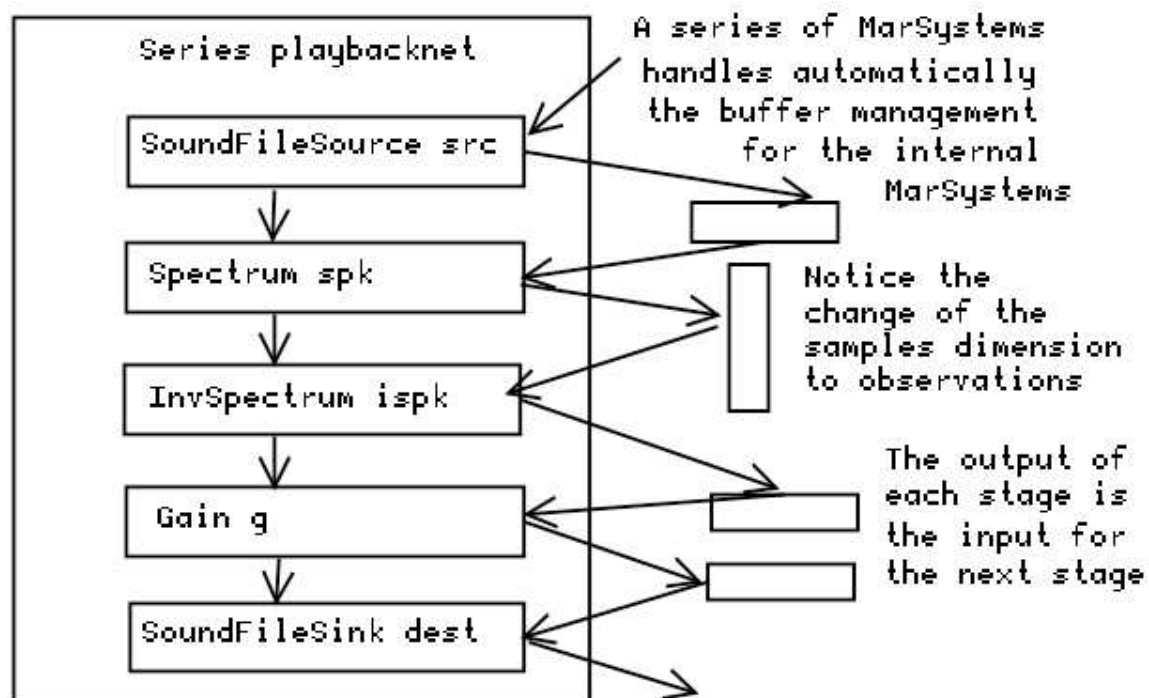 Series playbacknet
SoundFileSource src
Spectrum spk
InvSpectrum ispk
Gain g
SoundFileSink dest
A series of MarSystems
handles automatically
the buffer management
for the internal
MarSystems
Notice the
change of the
samples dimension
to observations
The output of
each stage is
the input for
the next stage